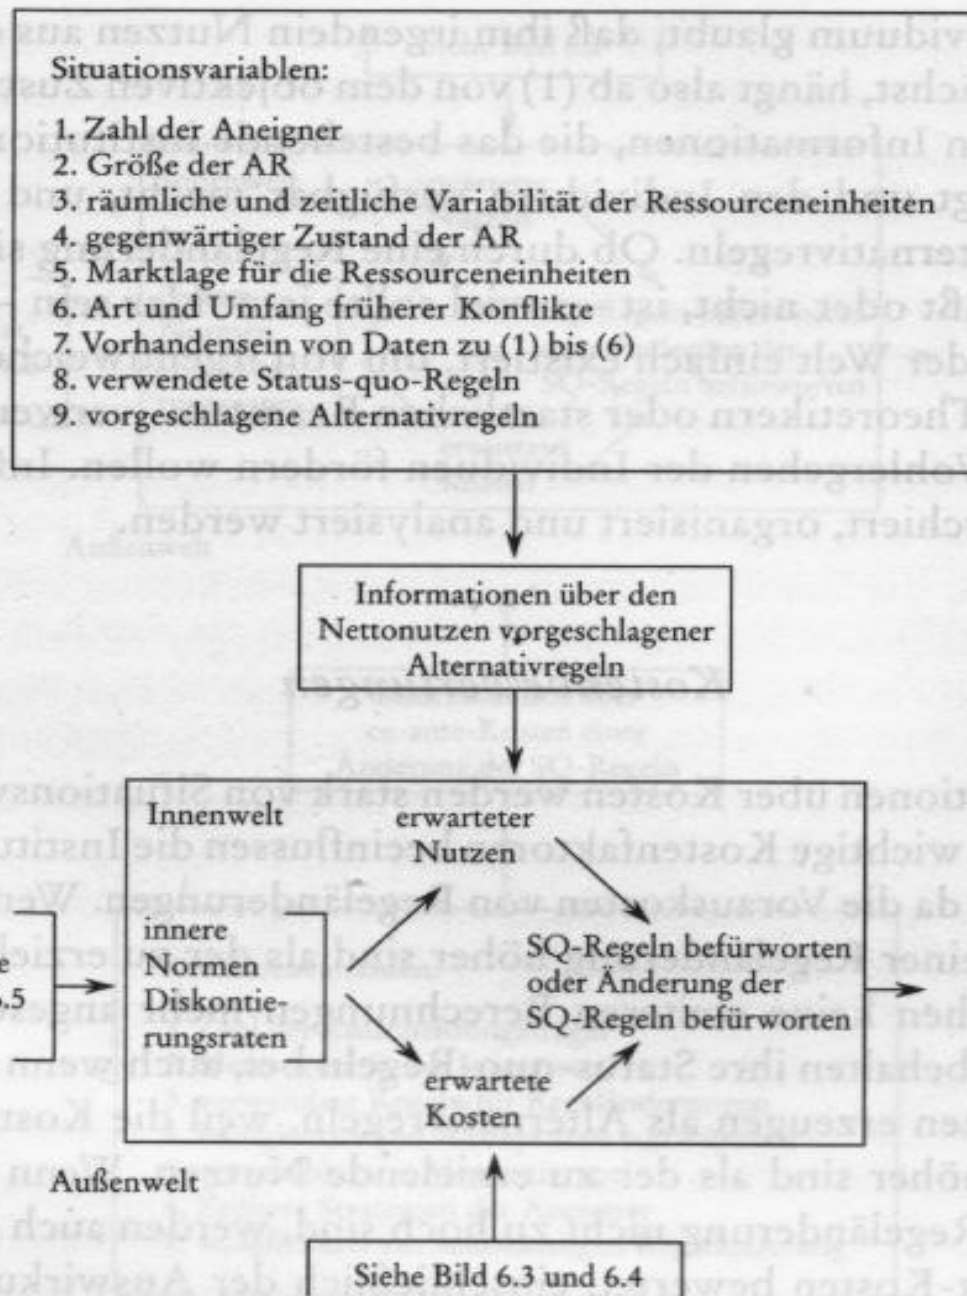 Situationsvariablen:
1. Zahl der Aneigner
2. Größe der AR
3. räumliche und zeitliche Variabilität der Ressourceneinheiten
4. gegenwärtiger Zustand der AR
5. Marktlage für die Ressourceneinheiten
6. Art und Umfang früherer Konflikte
7. Vorhandensein von Daten zu (1) bis (6)
8. verwendete Status-quo-Regeln
9. vorgeschlagene Alternativregeln
Informationen über den
Nettonutzen vorgeschlagener
Alternativregeln
Innenwelt
erwarteter
Nutzen
innere
Normen
Diskontie-
rungsraten
SQ-Regeln befürworten
oder Änderung der
SQ-Regeln befürworten
erwartete
Kosten
Außenwelt
Siehe Bild 6.3 und 6.4